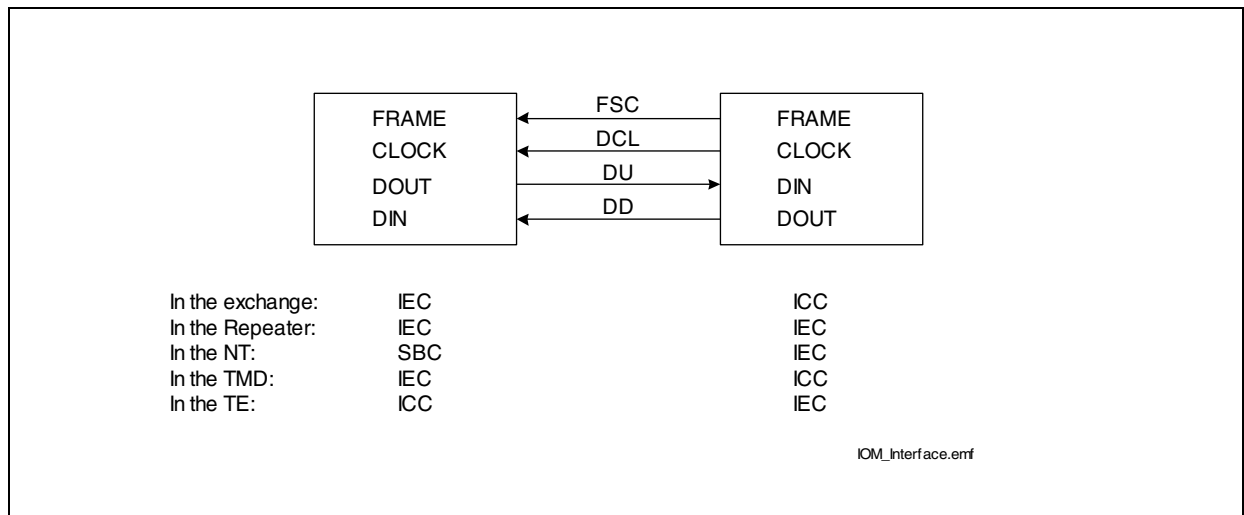 FSC
FRAME FRAME
DCL
CLOCK CLOCK
DU
DOUT DIN
DD
DIN DOUT
In the exchange: IEC ICC
In the Repeater: IEC IEC
In the NT: SBC IEC
In the TMD: IEC ICC
In the TE: ICC IEC
IOM_Interface.emf